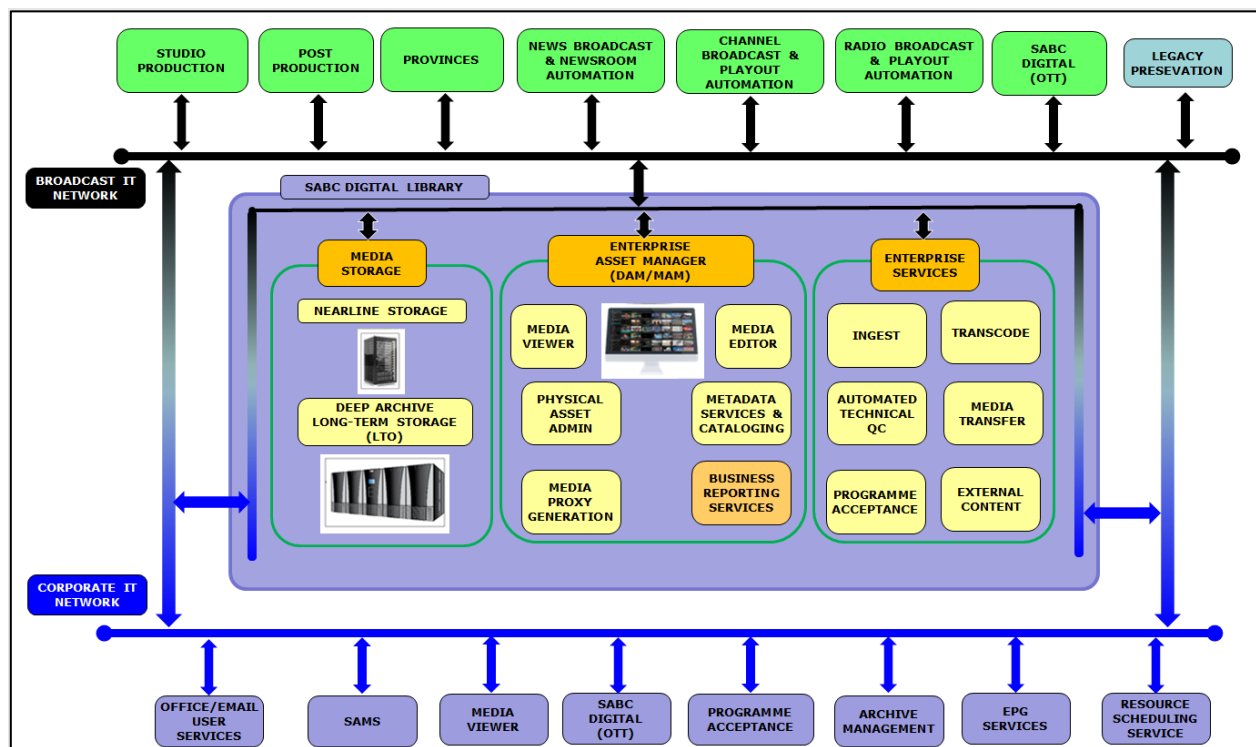 STUDIO
PRODUCTION
POST
PRODUCTION
PROVINCES
NEWS BROADCAST
& NEWSROOM
AUTOMATION
CHANNEL
BROADCAST &
PLAYOUT
AUTOMATION
RADIO BROADCAST
& PLAYOUT
AUTOMATION
SABC
DIGITAL
(OTT)
LEGACY
PRESEVATION
BROADCAST IT
NETWORK
SABC DIGITAL LIBRARY
MEDIA
STORAGE
NEARLINE STORAGE
DEEP ARCHIVE
LONG-TERM STORAGE
(LTO)
ENTERPRISE
ASSET MANAGER
(DAM/MAM)
MEDIA
VIEWER
MEDIA
EDITOR
PHYSICAL
ASSET
ADMIN
METADATA
SERVICES &
CATALOGING
MEDIA
PROXY
GENERATION
BUSINESS
REPORTING
SERVICES
ENTERPRISE
SERVICES
INGEST
TRANSCODE
AUTOMATED
TECHNICAL
QC
MEDIA
TRANSFER
PROGRAMME
ACCEPTANCE
EXTERNAL
CONTENT
CORPORATE IT
NETWORK
OFFICE/EMAIL
USER
SERVICES
SAMS
MEDIA
VIEWER
SABC
DIGITAL
(OTT)
PROGRAMME
ACCEPTANCE
ARCHIVE
MANAGEMENT
EPG
SERVICES
RESOURCE
SCHEDULING
SERVICE